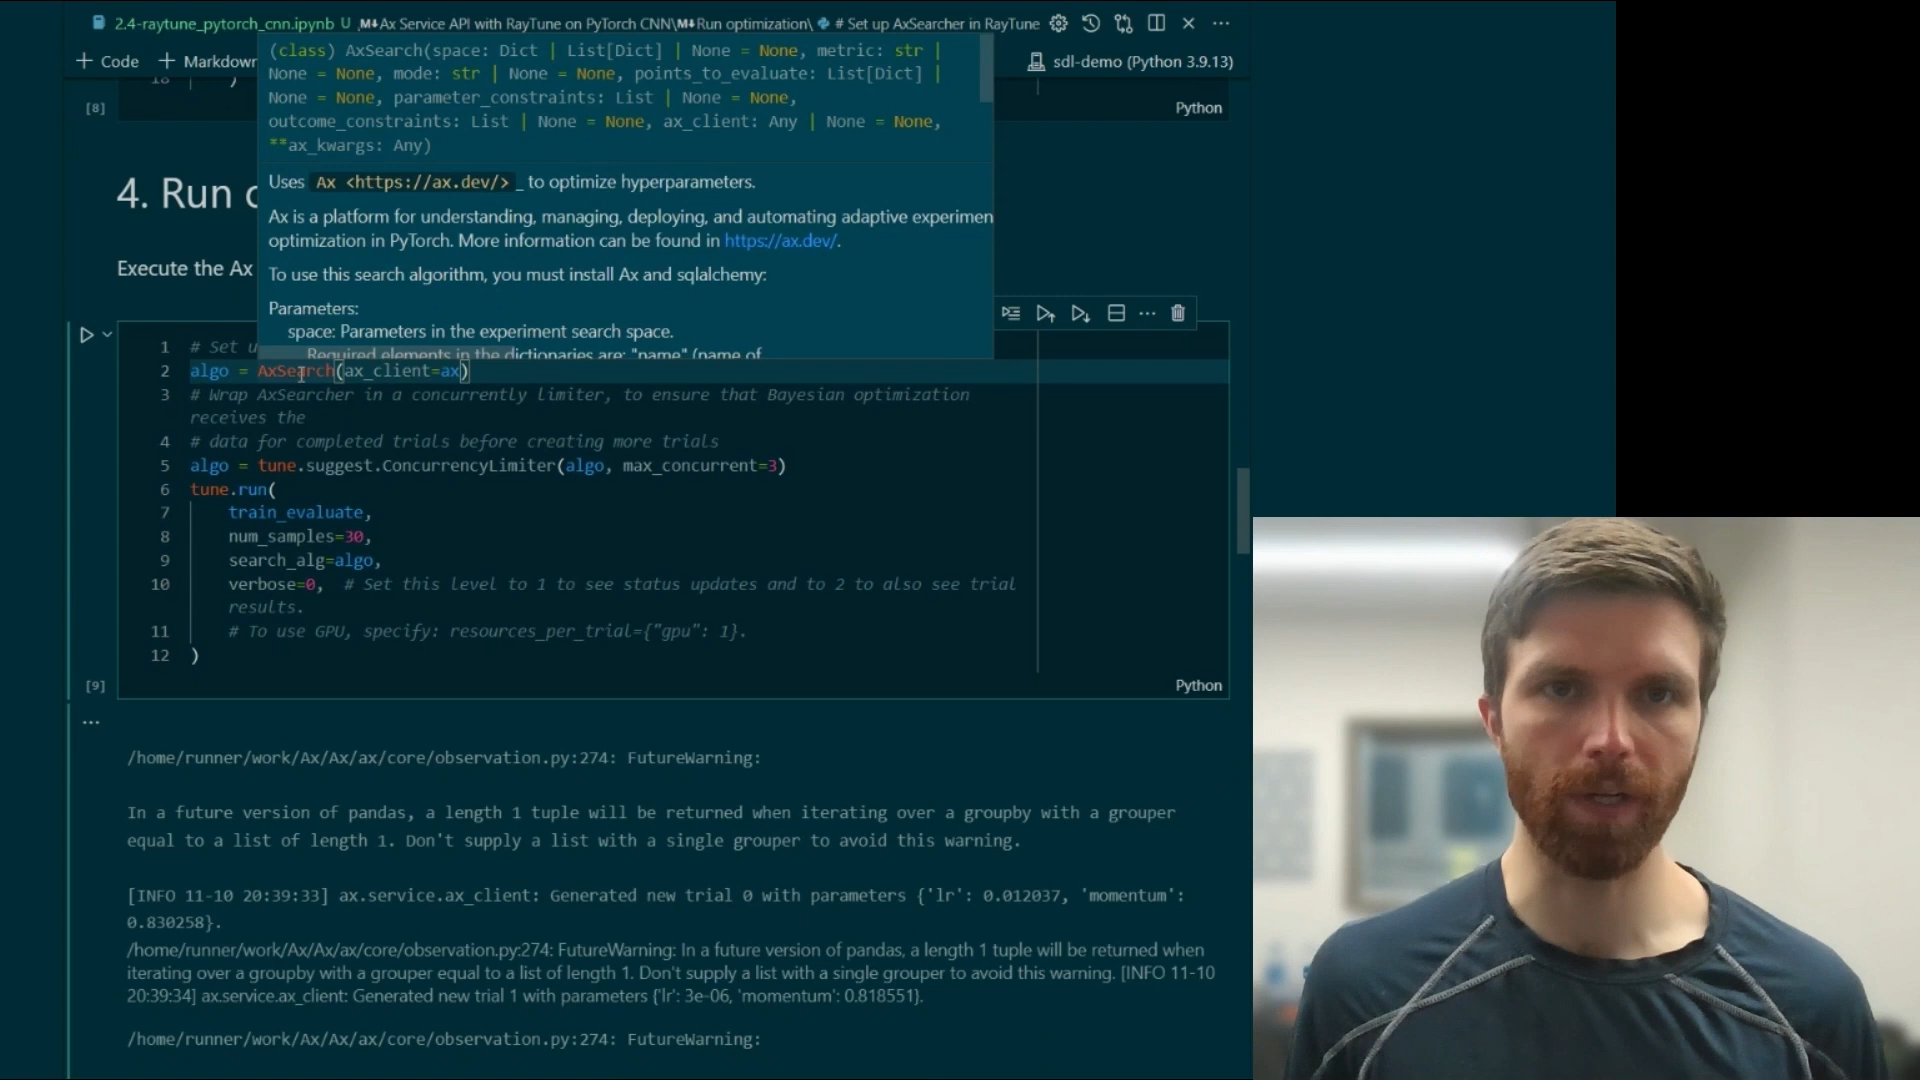 2.4-raytune_pytorch_cnn.ipynb U , M↓Ax Service API with RayTune on PyTorch CNN\M↓Run optimization\ # Set up AxSearcher in RayTune
+ Code + Markdown
sdl-demo (Python 3.9.13)
(class) AxSearch(space: Dict | List[Dict] | None = None, metric: str |
None = None, mode: str | None = None, points_to_evaluate: List[Dict] |
None = None, parameter_constraints: List | None = None,
outcome_constraints: List | None = None, ax_client: Any | None = None,
**ax_kwargs: Any)
18 )
[8]
Python
Uses Ax <https://ax.dev/> _ to optimize hyperparameters.
Ax is a platform for understanding, managing, deploying, and automating adaptive experimen
optimization in PyTorch. More information can be found in https://ax.dev/.
To use this search algorithm, you must install Ax and sqlalchemy:
Parameters:
space: Parameters in the experiment search space.
Required elements in the dictionaries are: "name" (name of
4. Run o
Execute the Ax
1 # Set u
2 algo = AxSearch(ax_client=ax)
3 # Wrap AxSearcher in a concurrently limiter, to ensure that Bayesian optimization
receives the
4 # data for completed trials before creating more trials
5 algo = tune.suggest.ConcurrencyLimiter(algo, max_concurrent=3)
6 tune.run(
7 train_evaluate,
8 num_samples=30,
9 search_alg=algo,
10 verbose=0, # Set this level to 1 to see status updates and to 2 to also see trial
results.
11 # To use GPU, specify: resources_per_trial={"gpu": 1}.
12 )
[9]
Python
...
/home/runner/work/Ax/Ax/ax/core/observation.py:274: FutureWarning:
In a future version of pandas, a length 1 tuple will be returned when iterating over a groupby with a grouper
equal to a list of length 1. Don't supply a list with a single grouper to avoid this warning.
[INFO 11-10 20:39:33] ax.service.ax_client: Generated new trial 0 with parameters {'lr': 0.012037, 'momentum':
0.830258}.
/home/runner/work/Ax/Ax/ax/core/observation.py:274: FutureWarning: In a future version of pandas, a length 1 tuple will be returned when
iterating over a groupby with a grouper equal to a list of length 1. Don't supply a list with a single grouper to avoid this warning. [INFO 11-10
20:39:34] ax.service.ax_client: Generated new trial 1 with parameters {'lr': 3e-06, 'momentum': 0.818551}.
/home/runner/work/Ax/Ax/ax/core/observation.py:274: FutureWarning: